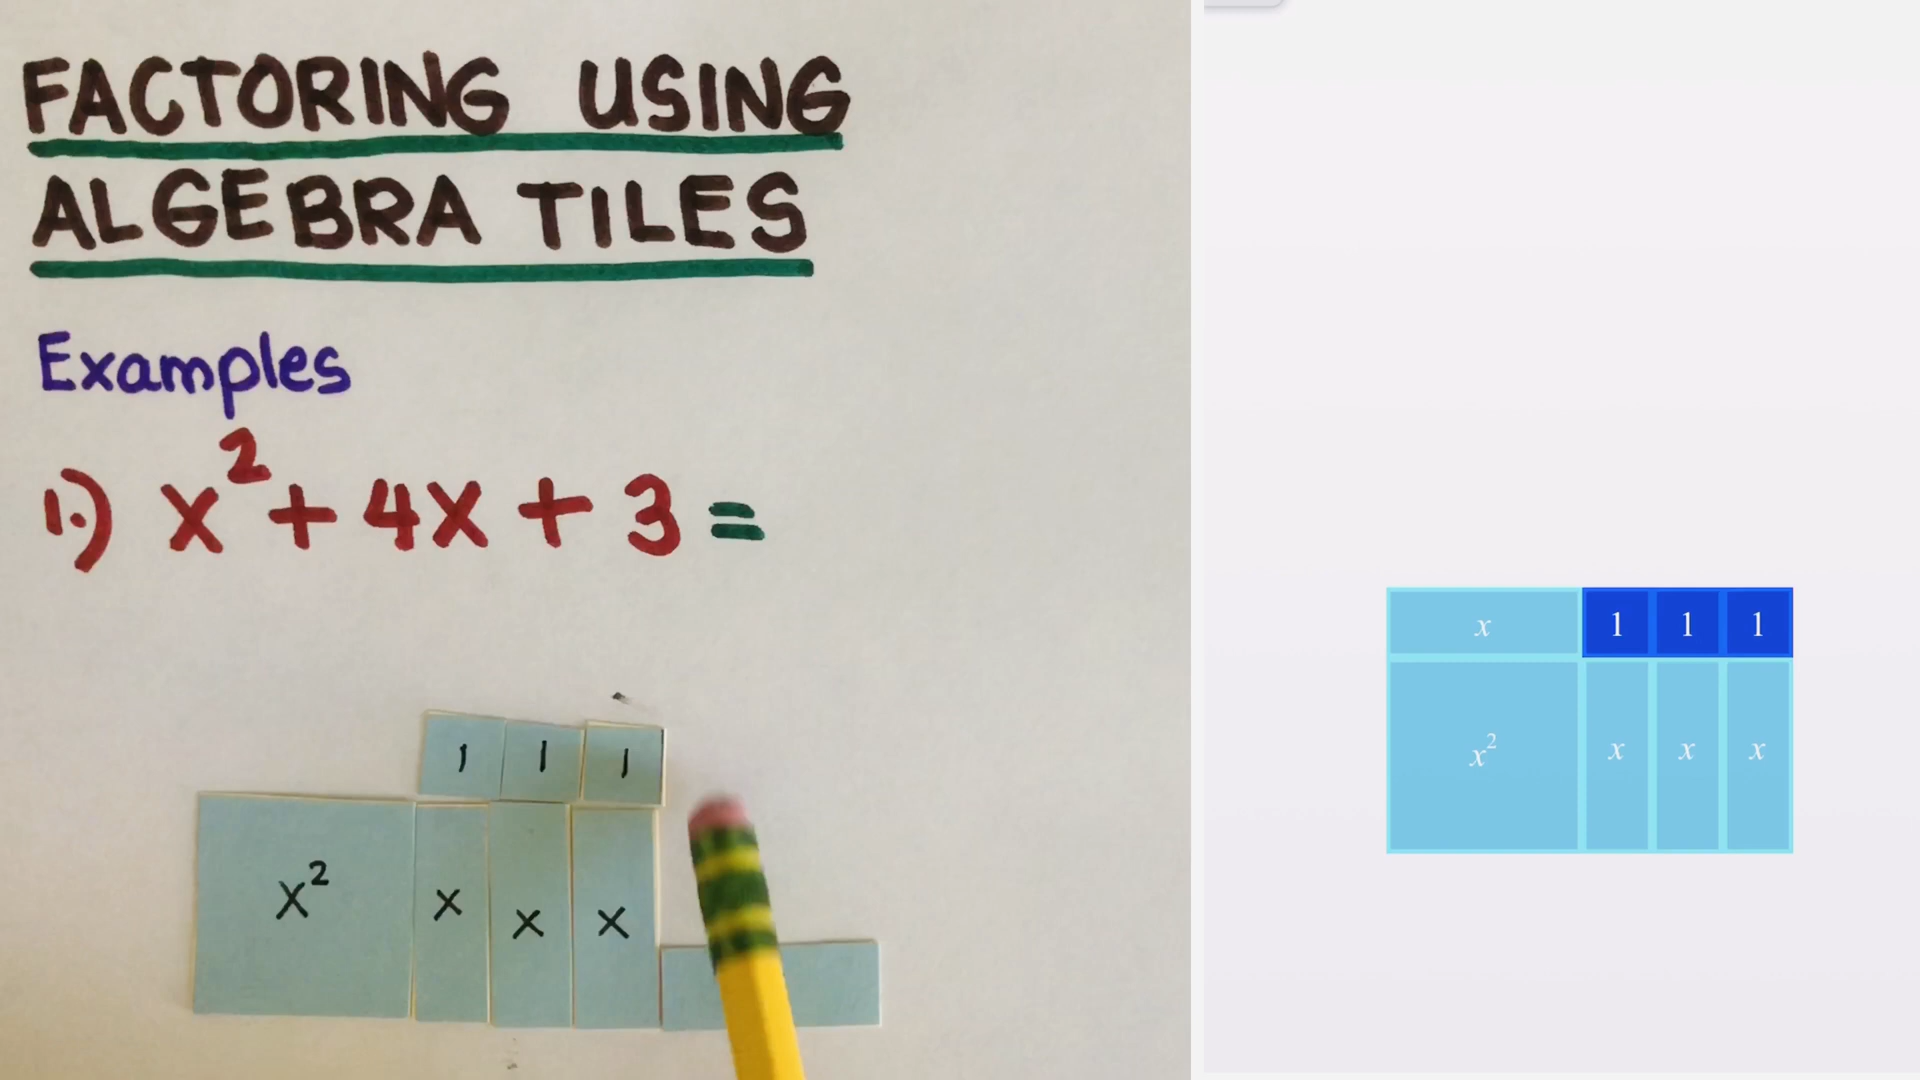 FACTORING USING
ALGEBRA TILES
Examples
1.) x² + 4x + 3 =
1 1 1
x² x x x
x 1 1 1
x² x x x